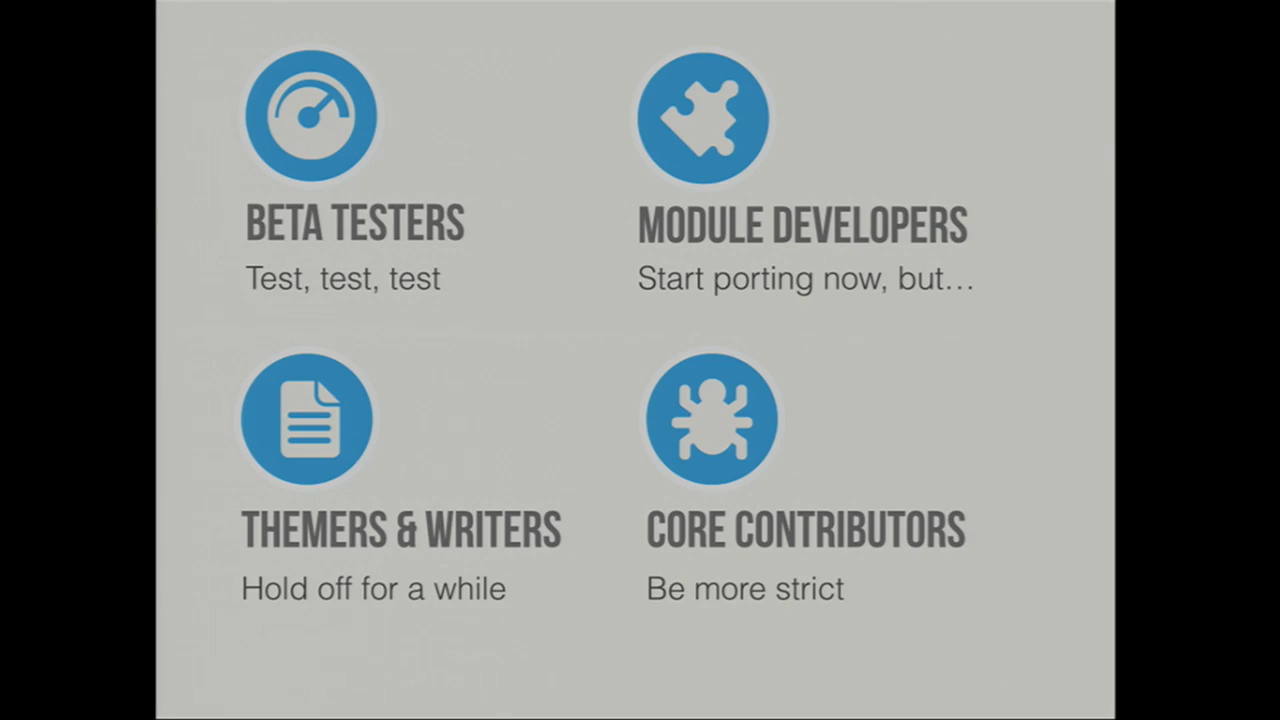 BETA TESTERS
Test, test, test
MODULE DEVELOPERS
Start porting now, but...
THEMERS & WRITERS
Hold off for a while
CORE CONTRIBUTORS
Be more strict